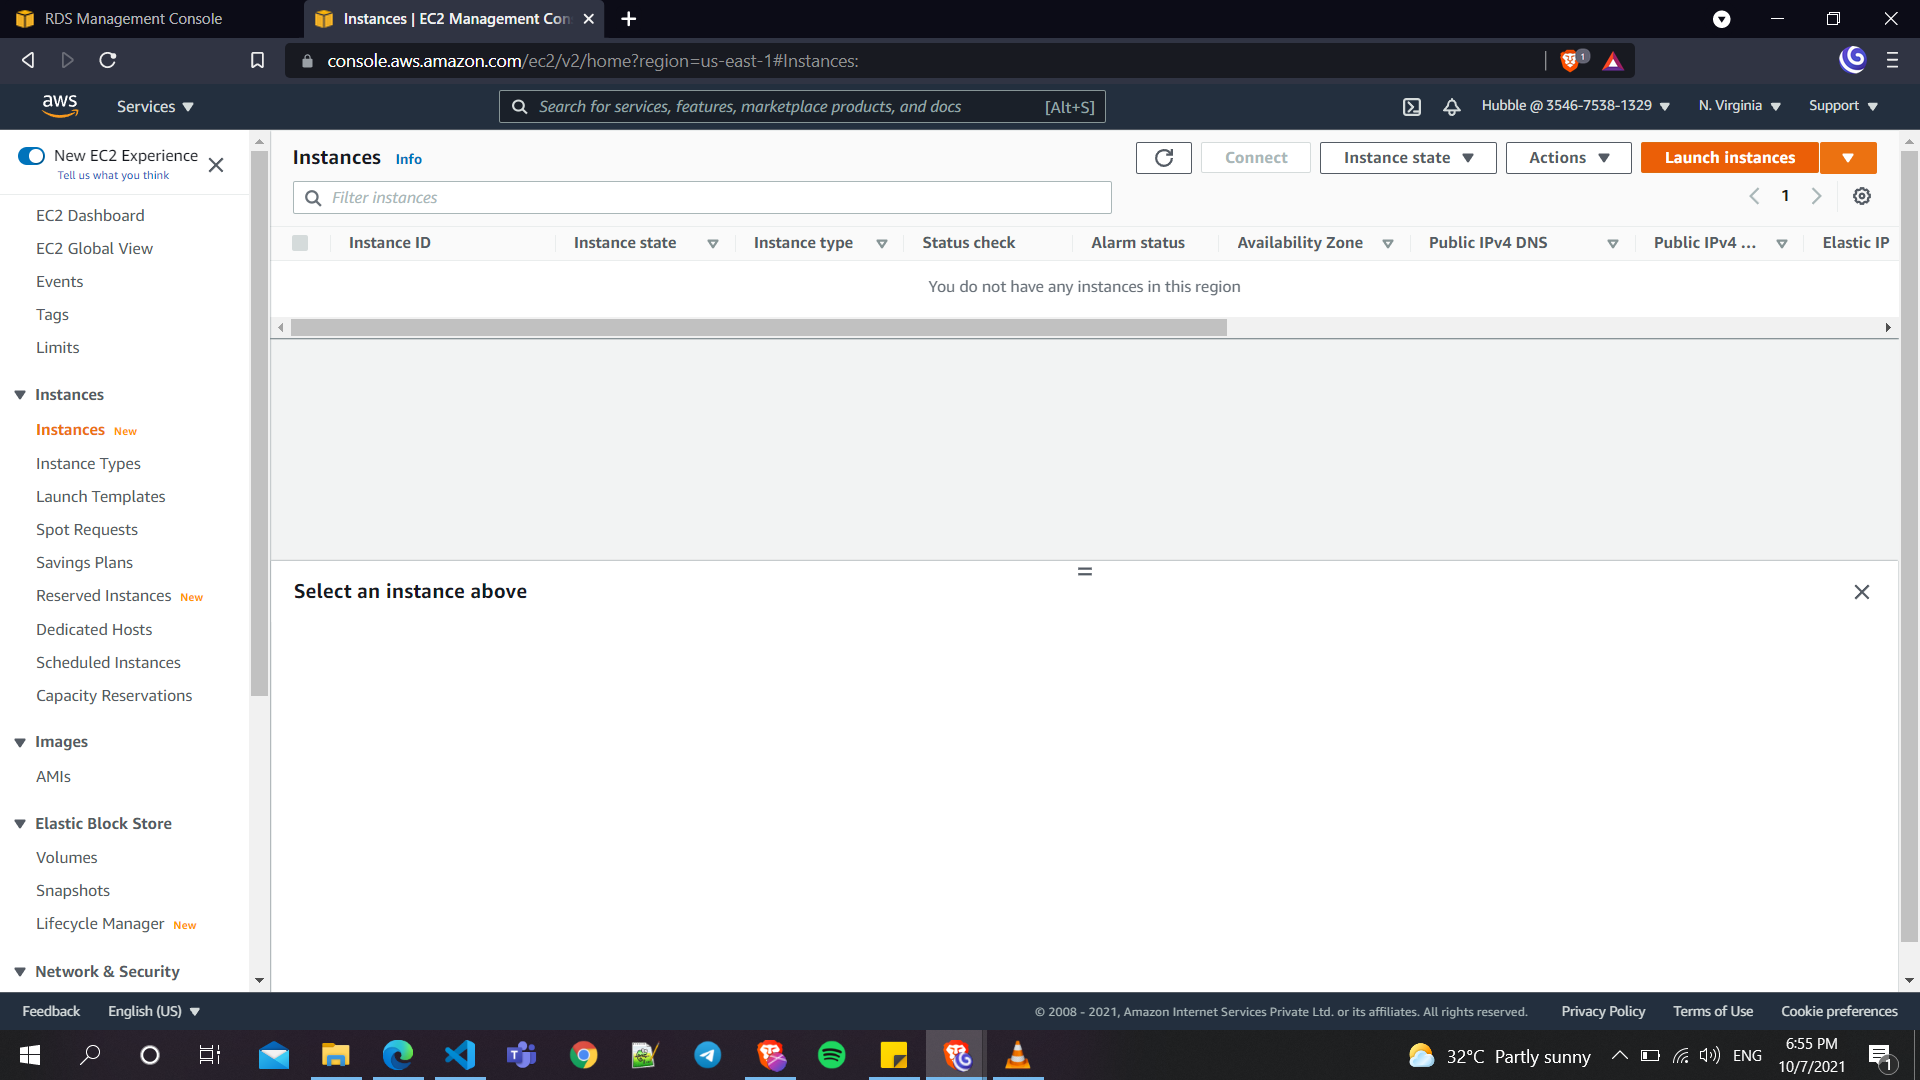 RDS Management Console
Instances | EC2 Management Con
console.aws.amazon.com/ec2/v2/home?region=us-east-1#Instances:
1
aws
Services
Search for services, features, marketplace products, and docs [Alt+S]
Hubble @ 3546-7538-1329
N. Virginia
Support
New EC2 Experience
Tell us what you think
EC2 Dashboard
EC2 Global View
Events
Tags
Limits
Instances
Instances New
Instance Types
Launch Templates
Spot Requests
Savings Plans
Reserved Instances New
Dedicated Hosts
Scheduled Instances
Capacity Reservations
Images
AMIs
Elastic Block Store
Volumes
Snapshots
Lifecycle Manager New
Network & Security
Instances Info
Connect
Instance state
Actions
Launch instances
Filter instances
1
Instance ID Instance state Instance type Status check Alarm status Availability Zone Public IPv4 DNS Public IPv4 ... Elastic IP
You do not have any instances in this region
Select an instance above
Feedback English (US)
© 2008 - 2021, Amazon Internet Services Private Ltd. or its affiliates. All rights reserved. Privacy Policy Terms of Use Cookie preferences
32°C Partly sunny
ENG
6:55 PM
10/7/2021
1